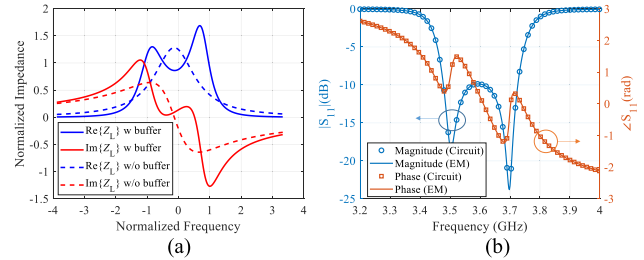 2
1.5
1
0.5
0
-0.5
-1
-1.5
Normalized Impedance
Re{Z_L} w buffer
Im{Z_L} w buffer
Re{Z_L} w/o buffer
Im{Z_L} w/o buffer
-4 -3 -2 -1 0 1 2 3 4
Normalized Frequency
(a)
0
-5
-10
-15
-20
-25
|S₁₁|(dB)
Magnitude (Circuit)
Magnitude (EM)
Phase (Circuit)
Phase (EM)
3.2 3.3 3.4 3.5 3.6 3.7 3.8 3.9 4
Frequency (GHz)
3
2
1
0
-1
-2
-3
∠S₁₁(rad)
(b)